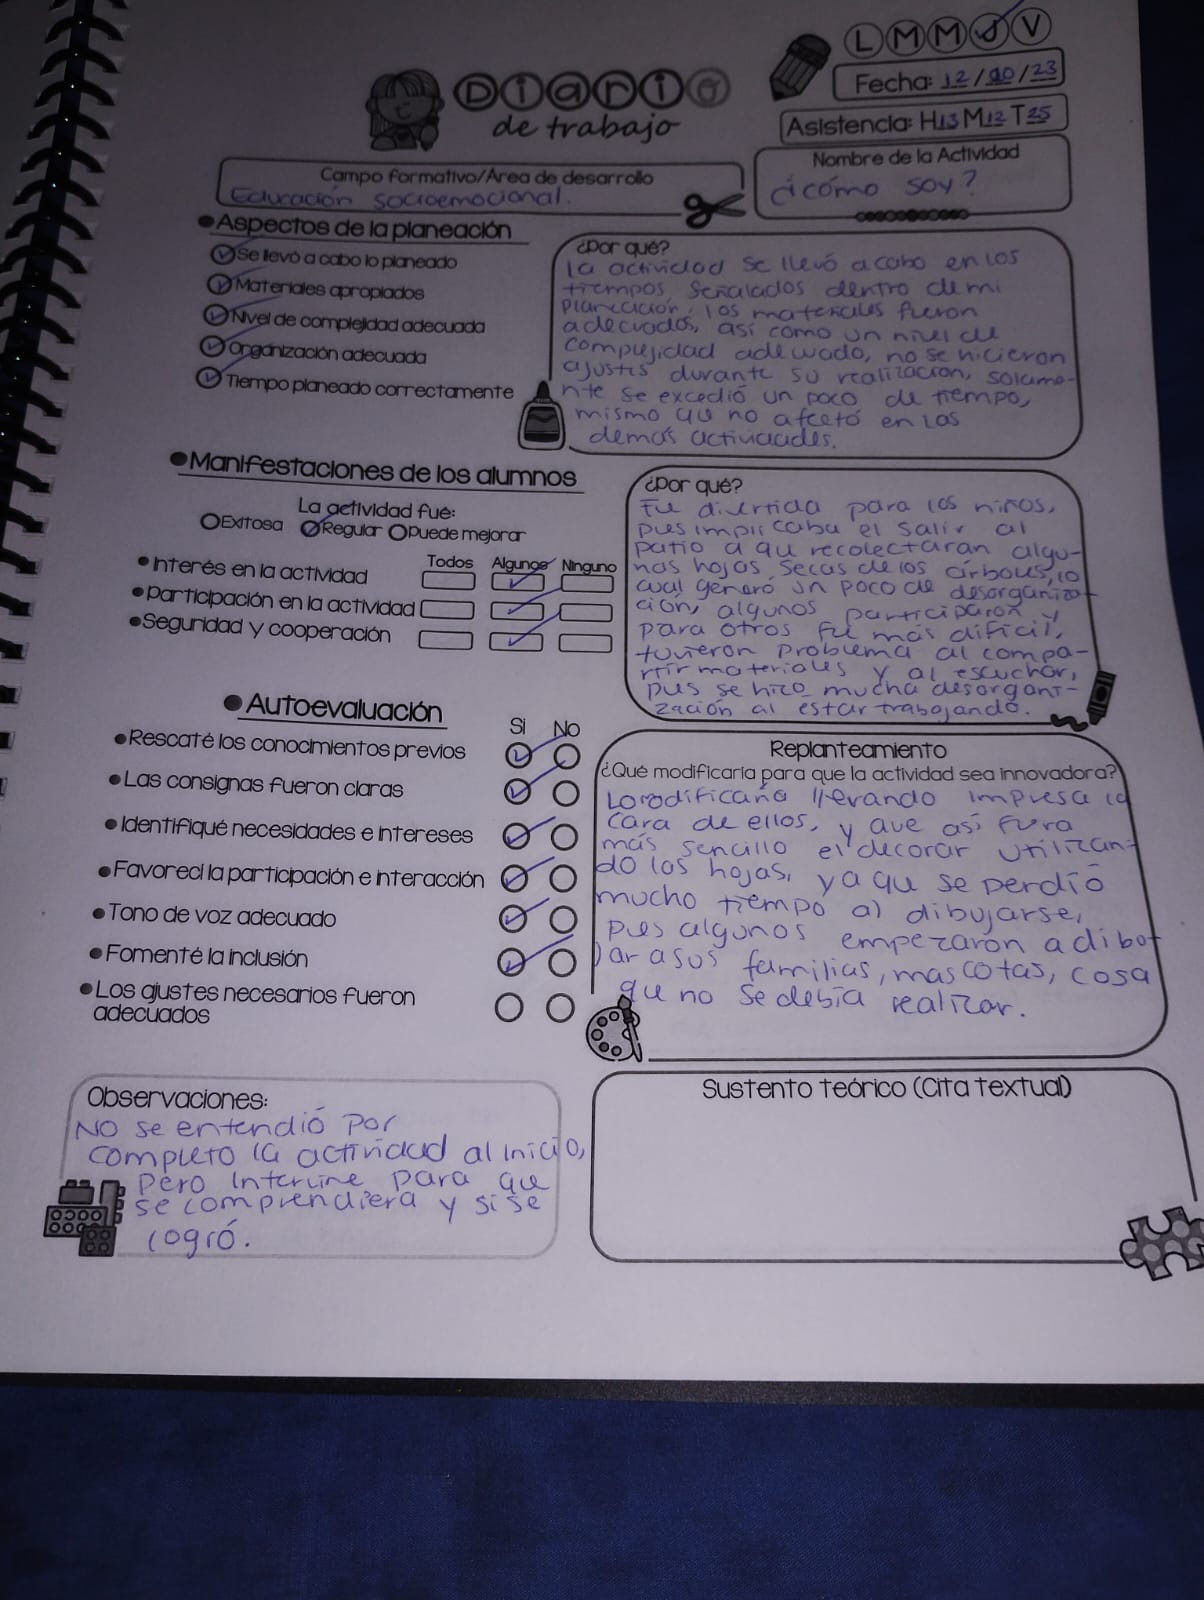 L M M J V
Diario
de trabajo
Fecha: 12/10/23
Asistencia: H 13 M 12 T 25
Campo formativo/Área de desarrollo
Educación socioemocional.
Nombre de la Actividad
¿cómo soy?
Aspectos de la planeación
Se llevó a cabo lo planeado
Materiales apropiados
Nivel de complejidad adecuada
Organización adecuada
Tiempo planeado correctamente
¿Por qué?
La actividad se llevó a cabo en los
tiempos señalados dentro de mi
planeación, los materiales fueron
adecuados, así como un nivel de
complejidad adecuado, no se hicieron
ajustes durante su realización, solame-
nte se excedió un poco de tiempo,
mismo que no afectó en las
demás actividades.
Manifestaciones de los alumnos
La actividad fué:
Exitosa Regular Puede mejorar
Todos Algunos Ninguno
Interés en la actividad
Participación en la actividad
Seguridad y cooperación
¿Por qué?
Fue divertida para los niños,
pues implicaba el salir al
patio a que recolectaran algu-
nas hojas secas de los árboles, lo
cual generó un poco de desorganiza-
ción, algunos participaron y
para otros fue más difícil,
tuvieron problema al compa-
rtir materiales y al escuchar,
pues se hizo mucha desorgani-
zación al estar trabajando.
Autoevaluación
Si No
Rescaté los conocimientos previos
Las consignas fueron claras
Identifiqué necesidades e intereses
Favorecí la participación e interacción
Tono de voz adecuado
Fomenté la inclusión
Los ajustes necesarios fueron
adecuados
Replanteamiento
¿Qué modificaría para que la actividad sea innovadora?
Lo modificaría llevando impresa la
cara de ellos, y que así fuera
más sencillo el decorar utilizan-
do las hojas, ya que se perdió
mucho tiempo al dibujarse,
pues algunos empezaron a dibu-
jar a sus familias, mascotas, cosa
que no se debía realizar.
Observaciones:
No se entendió por
completo la actividad al inicio,
pero intervine para que
se comprendiera y si se
logró.
Sustento Teórico (Cita textual)